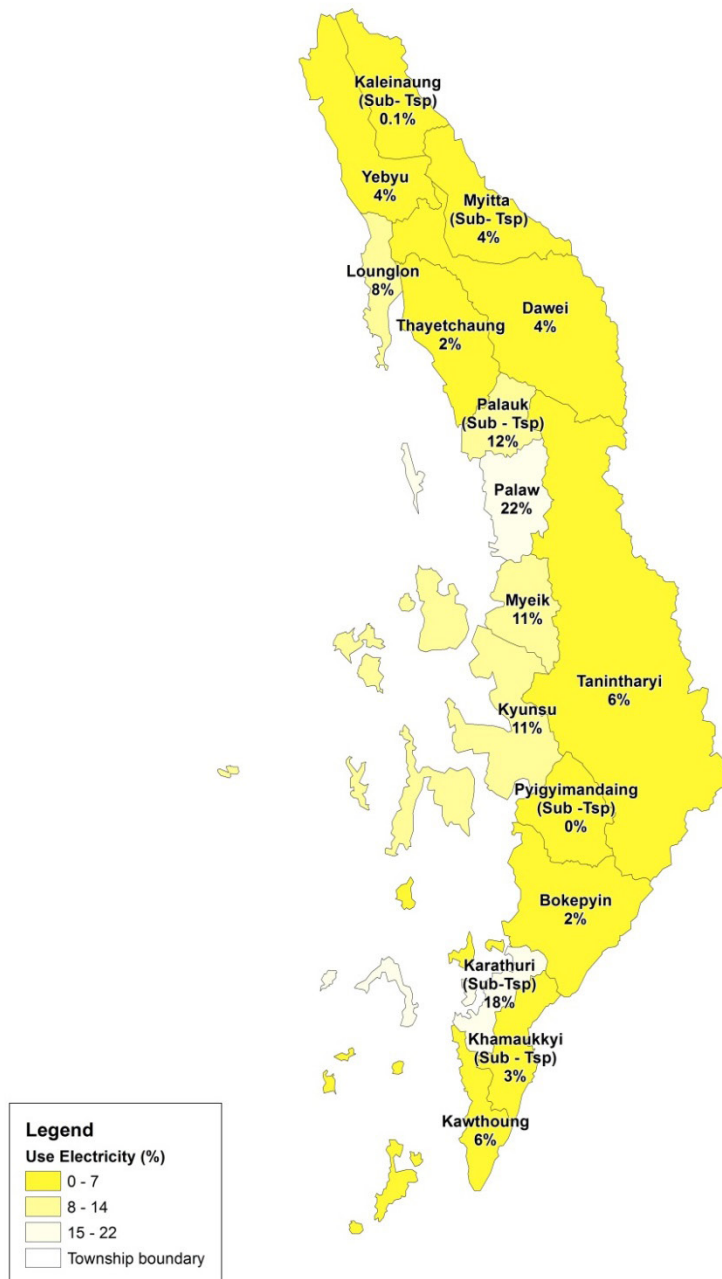 Kaleinaung
(Sub- Tsp)
0.1%
Yebyu
4%
Myitta
(Sub- Tsp)
4%
Lounglon
8%
Dawei
4%
Thayetchaung
2%
Palauk
(Sub - Tsp)
12%
Palaw
22%
Myeik
11%
Tanintharyi
6%
Kyunsu
11%
Pyigyimandaing
(Sub -Tsp)
0%
Bokepyin
2%
Karathuri
(Sub-Tsp)
18%
Khamaukkyi
(Sub - Tsp)
3%
Kawthoung
6%
Legend
Use Electricity (%)
0 - 7
8 - 14
15 - 22
Township boundary